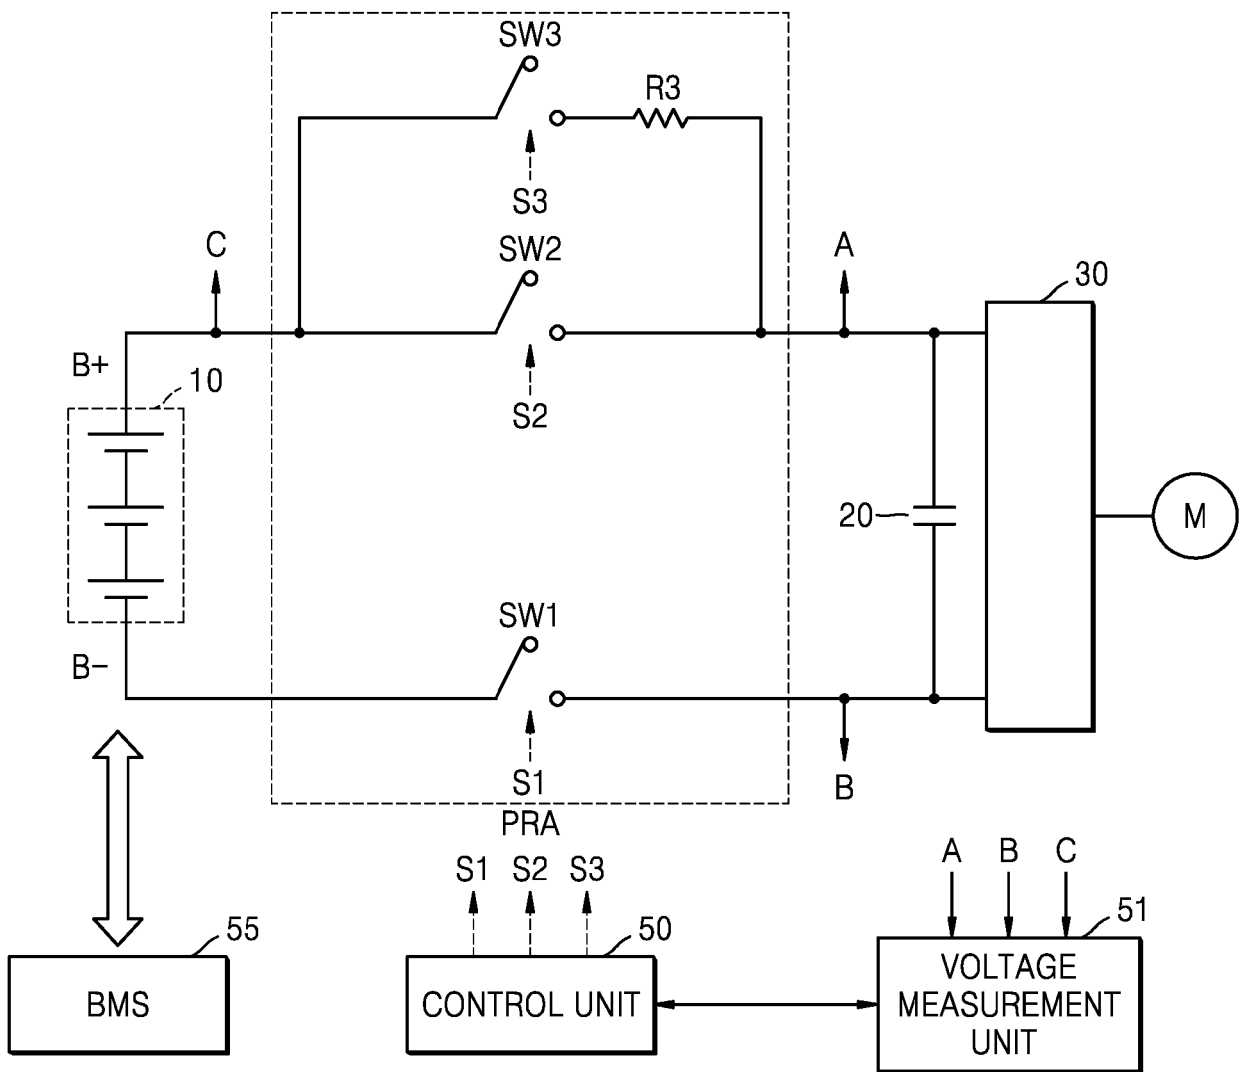 SW3
R3
S3
C
SW2
A
30
B+
10
S2
20
M
SW1
B-
S1
B
PRA
S1 S2 S3
A B C
55
50
51
BMS
CONTROL UNIT
VOLTAGE
MEASUREMENT
UNIT